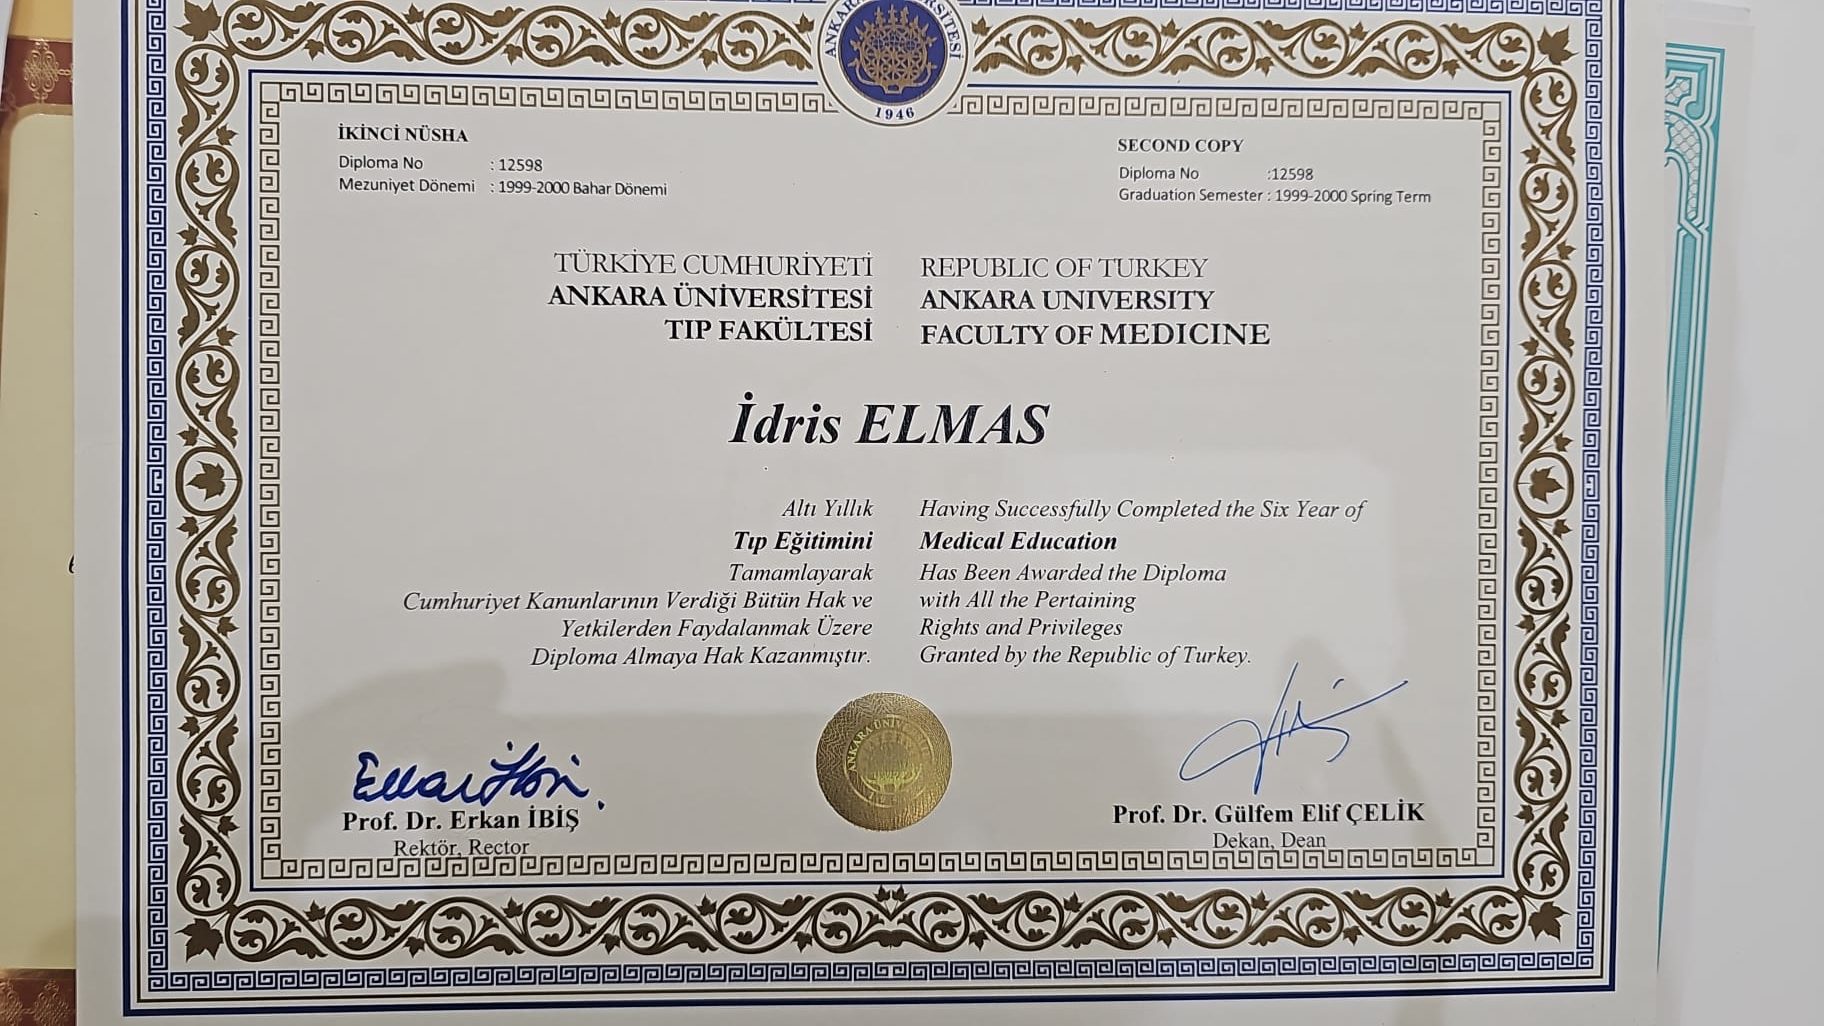 ANKARA ÜNİVERSİTESİ
1946
İKİNCİ NÜSHA
Diploma No : 12598
Mezuniyet Dönemi : 1999-2000 Bahar Dönemi
SECOND COPY
Diploma No :12598
Graduation Semester : 1999-2000 Spring Term
TÜRKİYE CUMHURİYETİ
ANKARA ÜNİVERSİTESİ
TIP FAKÜLTESİ
REPUBLIC OF TURKEY
ANKARA UNIVERSITY
FACULTY OF MEDICINE
İdris ELMAS
Altı Yıllık
Tıp Eğitimini
Tamamlayarak
Cumhuriyet Kanunlarının Verdiği Bütün Hak ve
Yetkilerden Faydalanmak Üzere
Diploma Almaya Hak Kazanmıştır.
Having Successfully Completed the Six Year of
Medical Education
Has Been Awarded the Diploma
with All the Pertaining
Rights and Privileges
Granted by the Republic of Turkey.
Prof. Dr. Erkan İBİŞ
Rektör, Rector
Prof. Dr. Gülfem Elif ÇELİK
Dekan, Dean